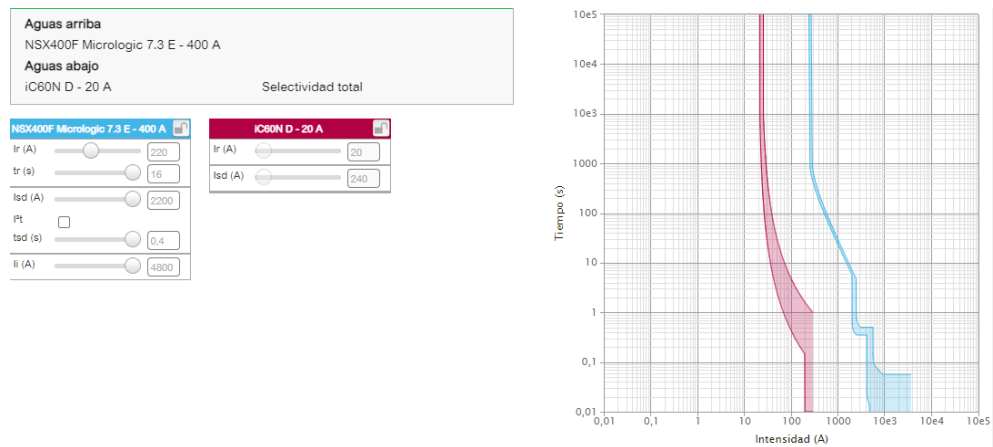 Aguas arriba
NSX400F Micrologic 7.3 E - 400 A
Aguas abajo
iC60N D - 20 A Selectividad total
NSX400F Micrologic 7.3 E - 400 A
Ir (A) 220
tr (s) 16
Isd (A) 2200
I²t
tsd (s) 0,4
Ii (A) 4800
iC60N D - 20 A
Ir (A) 20
Isd (A) 240
10e5
10e4
10e3
1000
100
10
1
0,1
0,01
Tiempo (s)
0,01 0,1 1 10 100 1000 10e3 10e4 10e5
Intensidad (A)